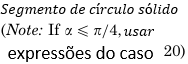 Segmento de círculo sólido
(Note: If α ⩽ π/4, usar
expressões do caso 20)